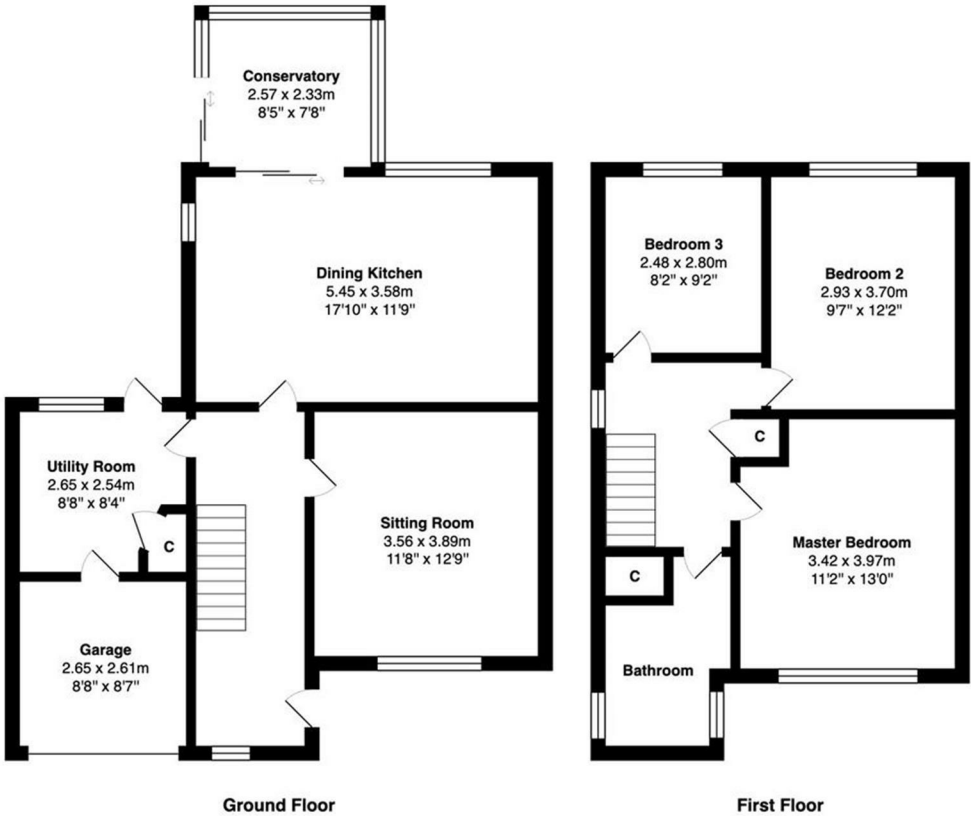 Conservatory
2.57 x 2.33m
8'5" x 7'8"
Dining Kitchen
5.45 x 3.58m
17'10" x 11'9"
Utility Room
2.65 x 2.54m
8'8" x 8'4"
C
Sitting Room
3.56 x 3.89m
11'8" x 12'9"
Garage
2.65 x 2.61m
8'8" x 8'7"
Ground Floor
Bedroom 3
2.48 x 2.80m
8'2" x 9'2"
Bedroom 2
2.93 x 3.70m
9'7" x 12'2"
C
Master Bedroom
3.42 x 3.97m
11'2" x 13'0"
C
Bathroom
First Floor